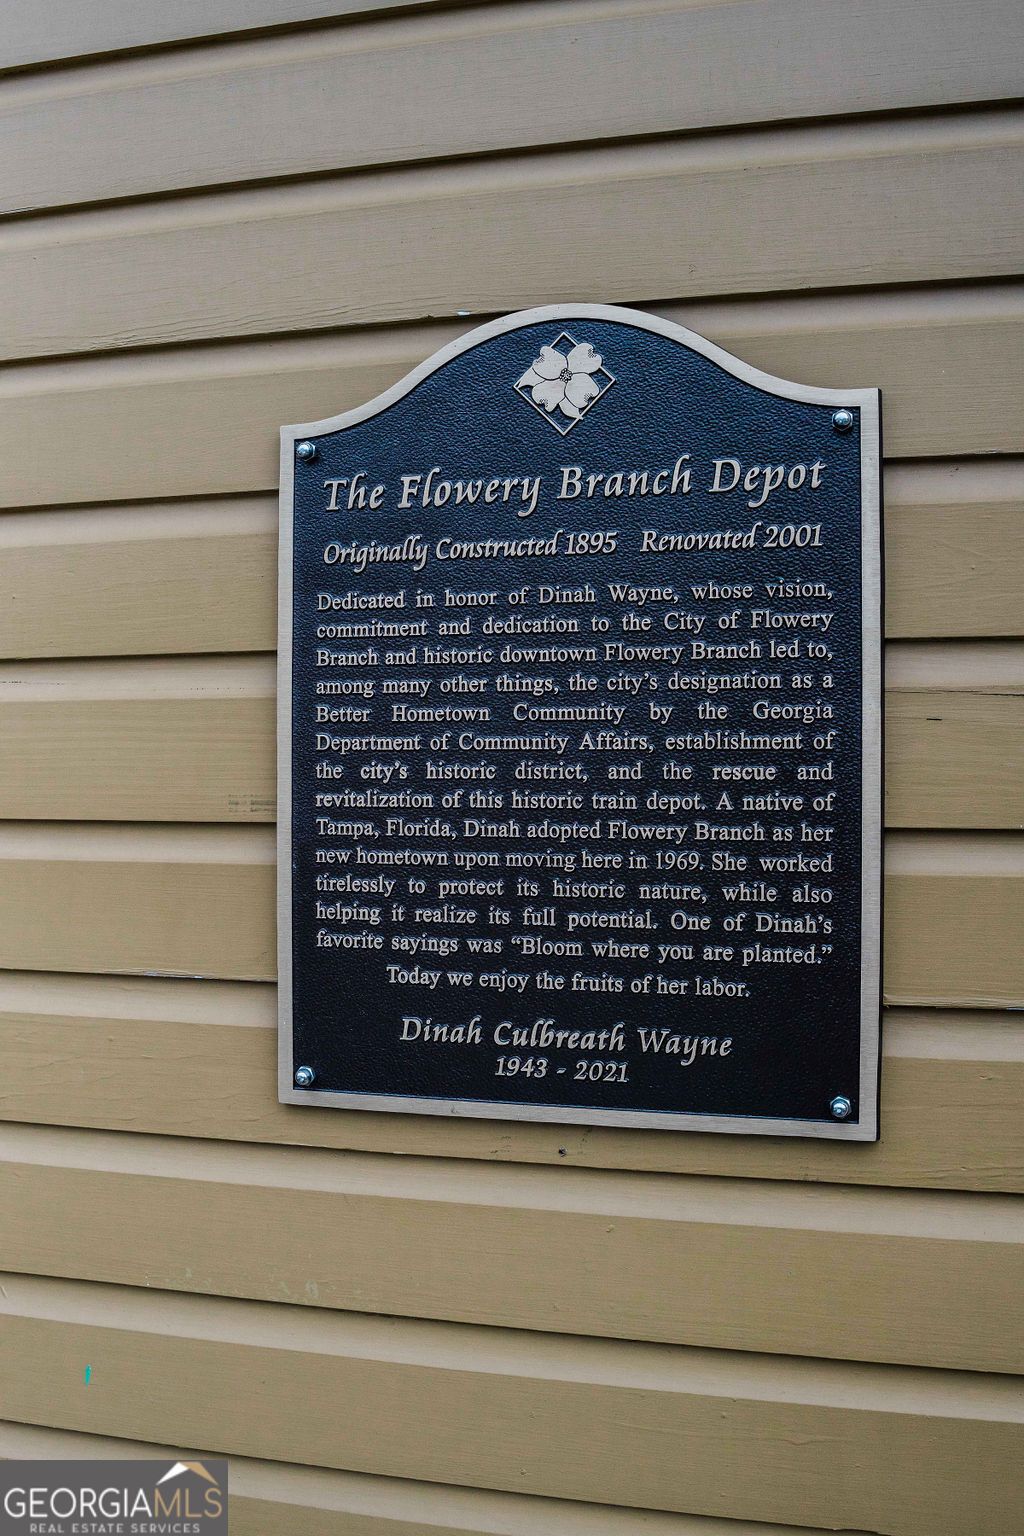 The Flowery Branch Depot
Originally Constructed 1895 Renovated 2001
Dedicated in honor of Dinah Wayne, whose vision,
commitment and dedication to the City of Flowery
Branch and historic downtown Flowery Branch led to,
among many other things, the city's designation as a
Better Hometown Community by the Georgia
Department of Community Affairs, establishment of
the city's historic district, and the rescue and
revitalization of this historic train depot. A native of
Tampa, Florida, Dinah adopted Flowery Branch as her
new hometown upon moving here in 1969. She worked
tirelessly to protect its historic nature, while also
helping it realize its full potential. One of Dinah's
favorite sayings was “Bloom where you are planted.”
Today we enjoy the fruits of her labor.
Dinah Culbreath Wayne
1943 - 2021
GEORGIAMLS
REAL ESTATE SERVICES